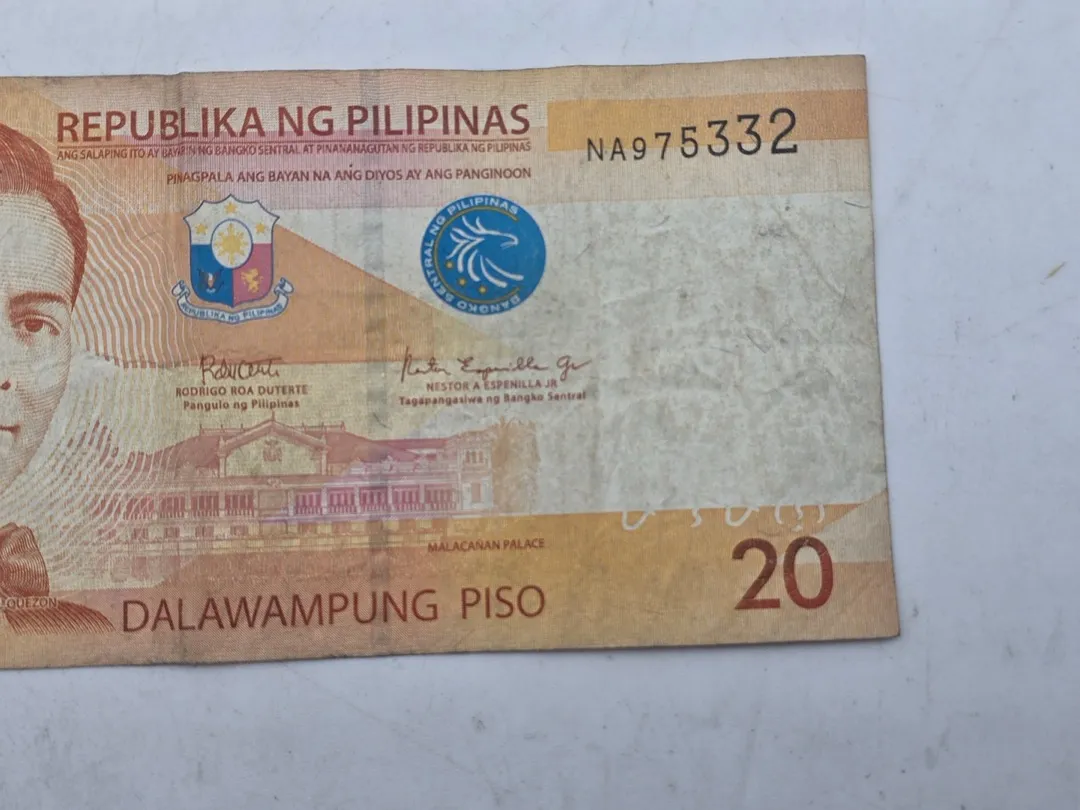 REPUBLIKA NG PILIPINAS
NA975332
ANG SALAPING ITO AY BAYARIN NG BANGKO SENTRAL AT PINANANAGUTAN NG REPUBLIKA NG PILIPINAS
PINAGPALA ANG BAYAN NA ANG DIYOS AY ANG PANGINOON
BANGKO SENTRAL NG PILIPINAS
REPUBLIKA NG PILIPINAS
RODRIGO ROA DUTERTE
Pangulo ng Pilipinas
NESTOR A ESPENILLA JR
Tagapangasiwa ng Bangko Sentral
MALACAÑAN PALACE
20
QUEZON
DALAWAMPUNG PISO